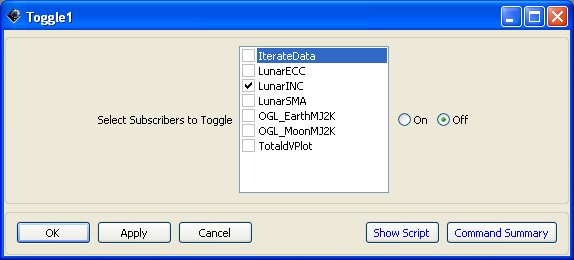 Toggle1
IterateData
LunarECC
LunarINC
LunarSMA
Select Subscribers to Toggle
OGL_EarthMJ2K
On
Off
OGL_MoonMJ2K
TotaldVPlot
OK
Apply
Cancel
Show Script
Command Summary